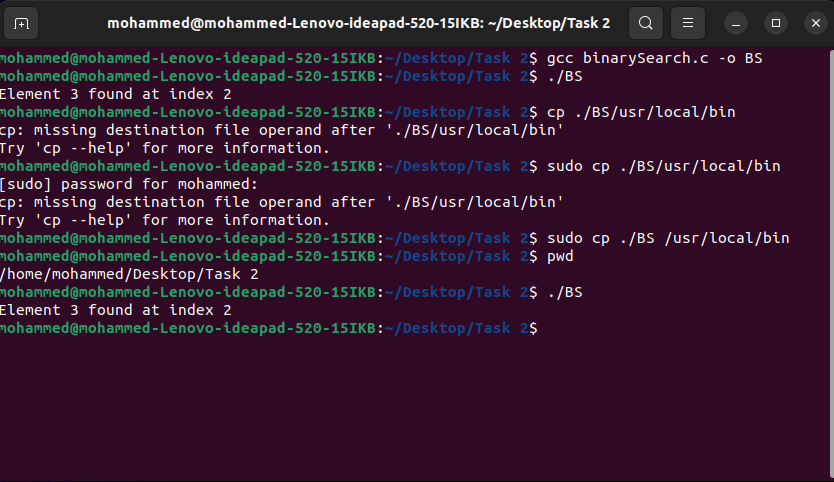 mohammed@mohammed-Lenovo-ideapad-520-15IKB: ~/Desktop/Task 2
mohammed@mohammed-Lenovo-ideapad-520-15IKB:~/Desktop/Task 2$ gcc binarySearch.c -o BS
mohammed@mohammed-Lenovo-ideapad-520-15IKB:~/Desktop/Task 2$ ./BS
Element 3 found at index 2
mohammed@mohammed-Lenovo-ideapad-520-15IKB:~/Desktop/Task 2$ cp ./BS/usr/local/bin
cp: missing destination file operand after './BS/usr/local/bin'
Try 'cp --help' for more information.
mohammed@mohammed-Lenovo-ideapad-520-15IKB:~/Desktop/Task 2$ sudo cp ./BS/usr/local/bin
[sudo] password for mohammed:
cp: missing destination file operand after './BS/usr/local/bin'
Try 'cp --help' for more information.
mohammed@mohammed-Lenovo-ideapad-520-15IKB:~/Desktop/Task 2$ sudo cp ./BS /usr/local/bin
mohammed@mohammed-Lenovo-ideapad-520-15IKB:~/Desktop/Task 2$ pwd
/home/mohammed/Desktop/Task 2
mohammed@mohammed-Lenovo-ideapad-520-15IKB:~/Desktop/Task 2$ ./BS
Element 3 found at index 2
mohammed@mohammed-Lenovo-ideapad-520-15IKB:~/Desktop/Task 2$